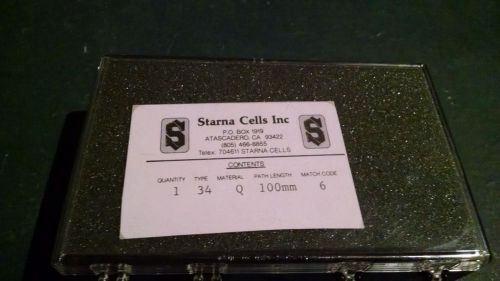 S Starna Cells Inc S
P.O. BOX 1919
ATASCADERO, CA 93422
(805) 466-8855
Telex: 704611 STARNA CELLS
CONTENTS
QUANTITY TYPE MATERIAL PATH LENGTH MATCH CODE
1 34 Q 100mm 6